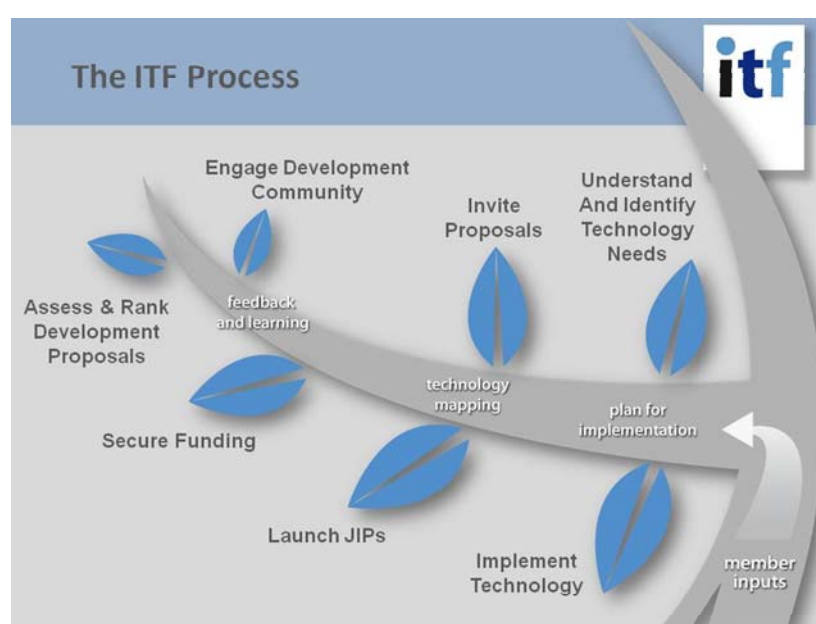 The ITF Process
itf
Engage Development
Community
Invite
Proposals
Understand
And Identify
Technology
Needs
Assess & Rank
Development
Proposals
feedback
and learning
technology
mapping
plan for
implementation
Secure Funding
Launch JIPs
Implement
Technology
member
inputs